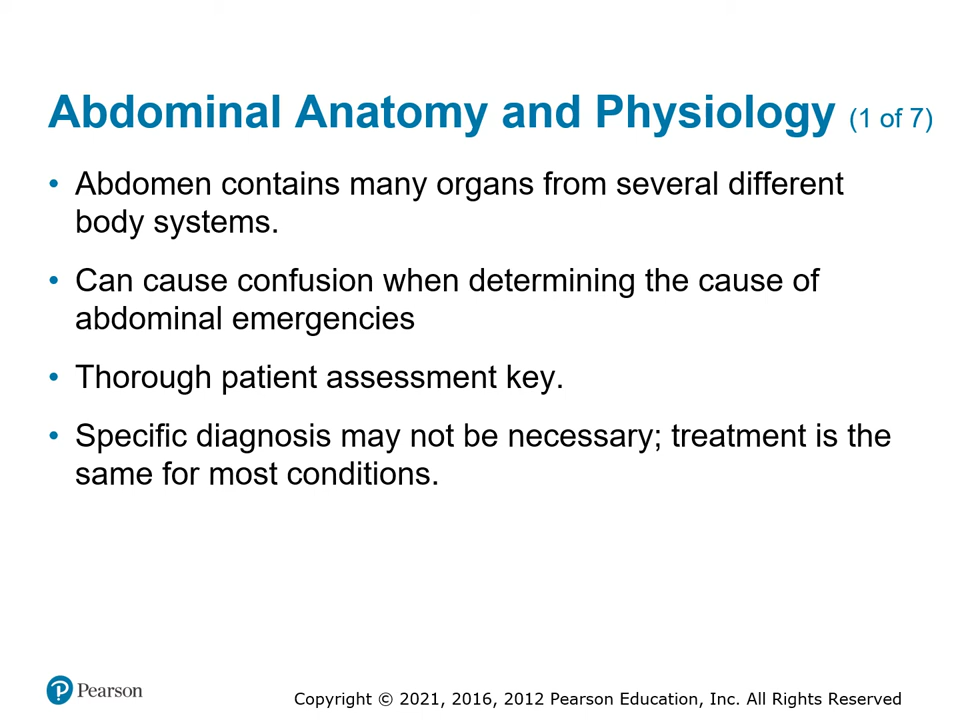 Abdominal Anatomy and Physiology (1 of 7)
• Abdomen contains many organs from several different
body systems.
• Can cause confusion when determining the cause of
abdominal emergencies
• Thorough patient assessment key.
• Specific diagnosis may not be necessary; treatment is the
same for most conditions.
P Pearson
Copyright © 2021, 2016, 2012 Pearson Education, Inc. All Rights Reserved